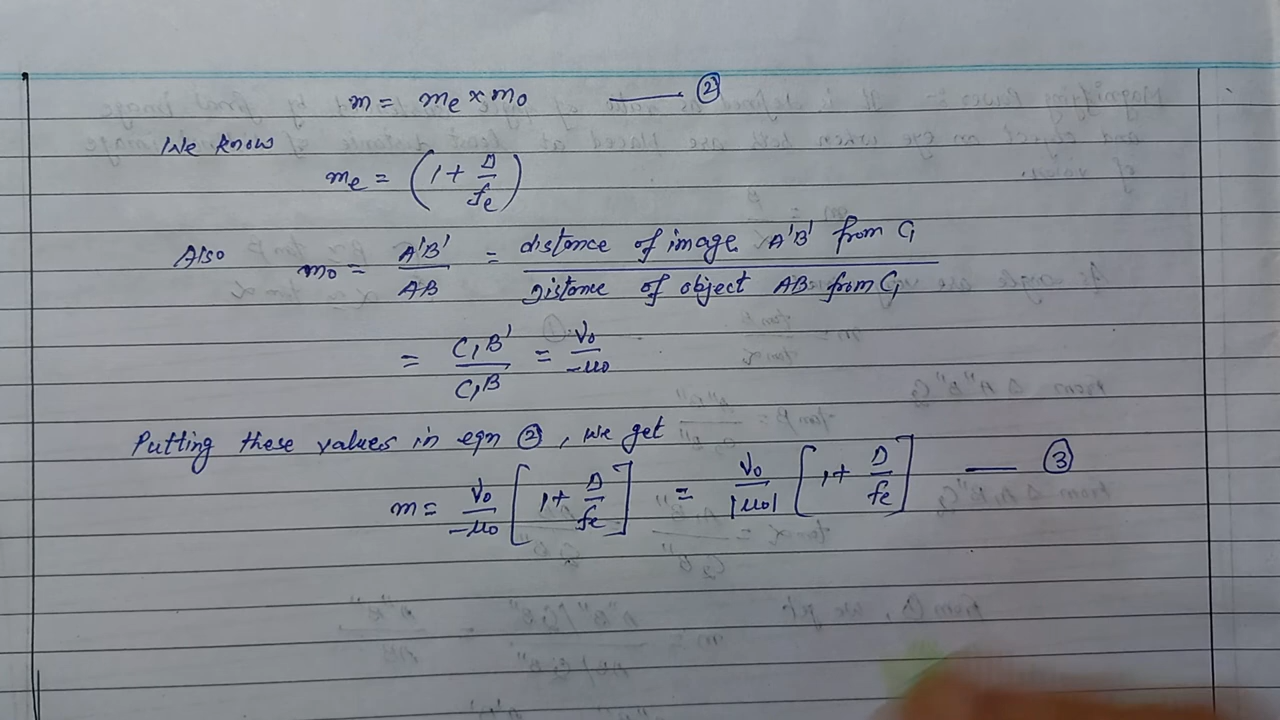 m = me × mo —— ②
We know
me = (1 + D/fe)
Also mo = A'B'/AB = distance of image A'B' from C1 / Distance of object AB from C1
= C1B'/C1B = vo/-uo
Putting these values in eqn ②, we get
m = vo/-uo [1 + D/fe] = vo/|uo| [1 + D/fe] —— ③